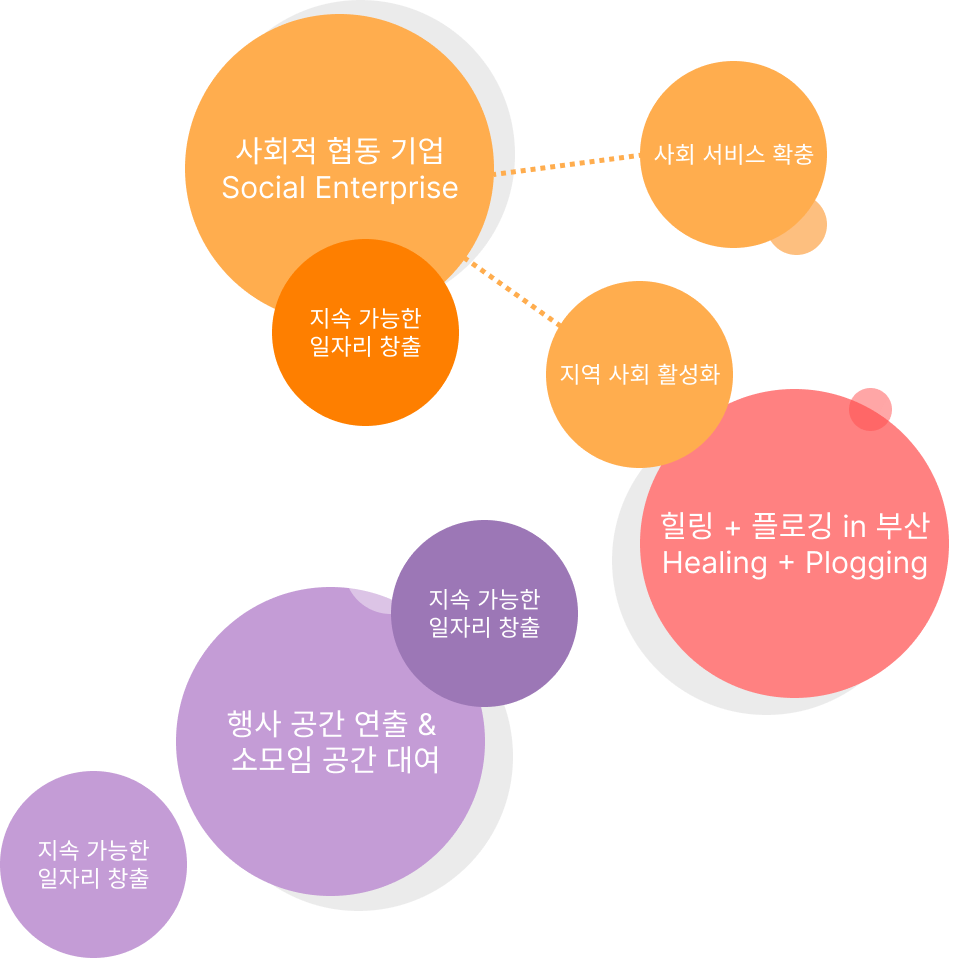 사회적 협동 기업
Social Enterprise
사회 서비스 확충
지속 가능한
일자리 창출
지역 사회 활성화
힐링 + 플로깅 in 부산
Healing + Plogging
지속 가능한
일자리 창출
행사 공간 연출 &
소모임 공간 대여
지속 가능한
일자리 창출